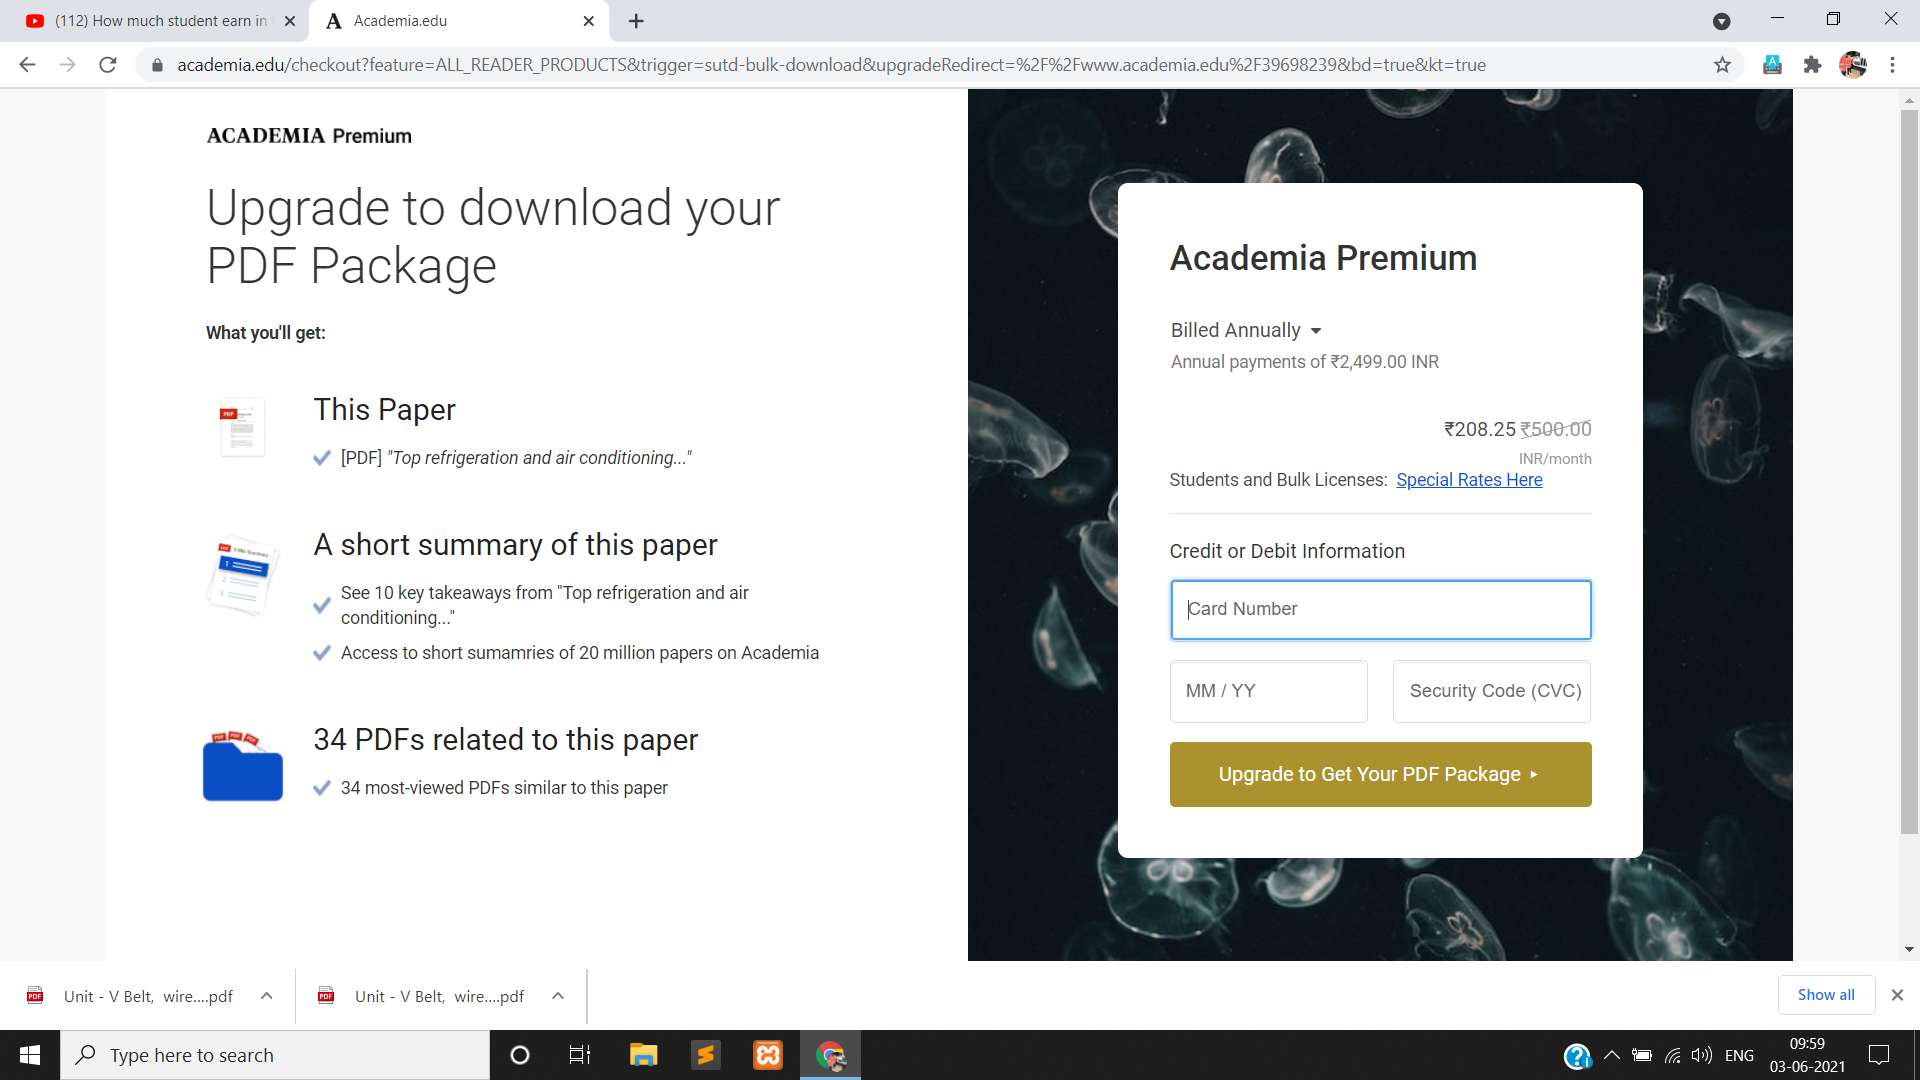 (112) How much student earn in
Academia.edu
academia.edu/checkout?feature=ALL_READER_PRODUCTS&trigger=sutd-bulk-download&upgradeRedirect=%2F%2Fwww.academia.edu%2F39698239&bd=true&kt=true
ACADEMIA Premium
Upgrade to download your
PDF Package
What you'll get:
This Paper
[PDF] "Top refrigeration and air conditioning..."
A short summary of this paper
See 10 key takeaways from "Top refrigeration and air
conditioning..."
Access to short sumamries of 20 million papers on Academia
34 PDFs related to this paper
34 most-viewed PDFs similar to this paper
Academia Premium
Billed Annually
Annual payments of ₹2,499.00 INR
₹208.25 ₹500.00
INR/month
Students and Bulk Licenses: Special Rates Here
Credit or Debit Information
Card Number
MM / YY
Security Code (CVC)
Upgrade to Get Your PDF Package
Unit - V Belt, wire....pdf
Unit - V Belt, wire....pdf
Show all
Type here to search
ENG
09:59
03-06-2021